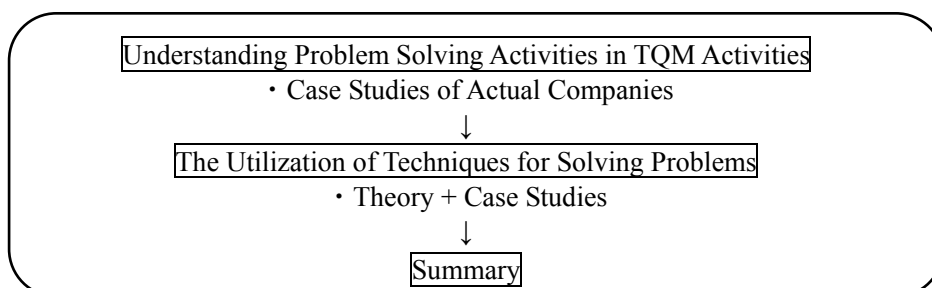 Understanding Problem Solving Activities in TQM Activities
・Case Studies of Actual Companies
↓
The Utilization of Techniques for Solving Problems
・Theory + Case Studies
↓
Summary